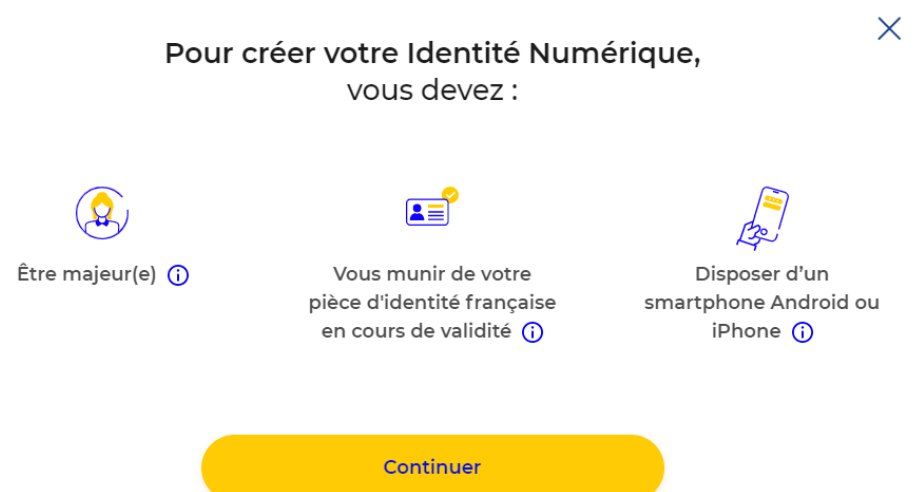 Pour créer votre Identité Numérique,
vous devez :
Être majeur(e)
Vous munir de votre
pièce d'identité française
en cours de validité
Disposer d’un
smartphone Android ou
iPhone
Continuer